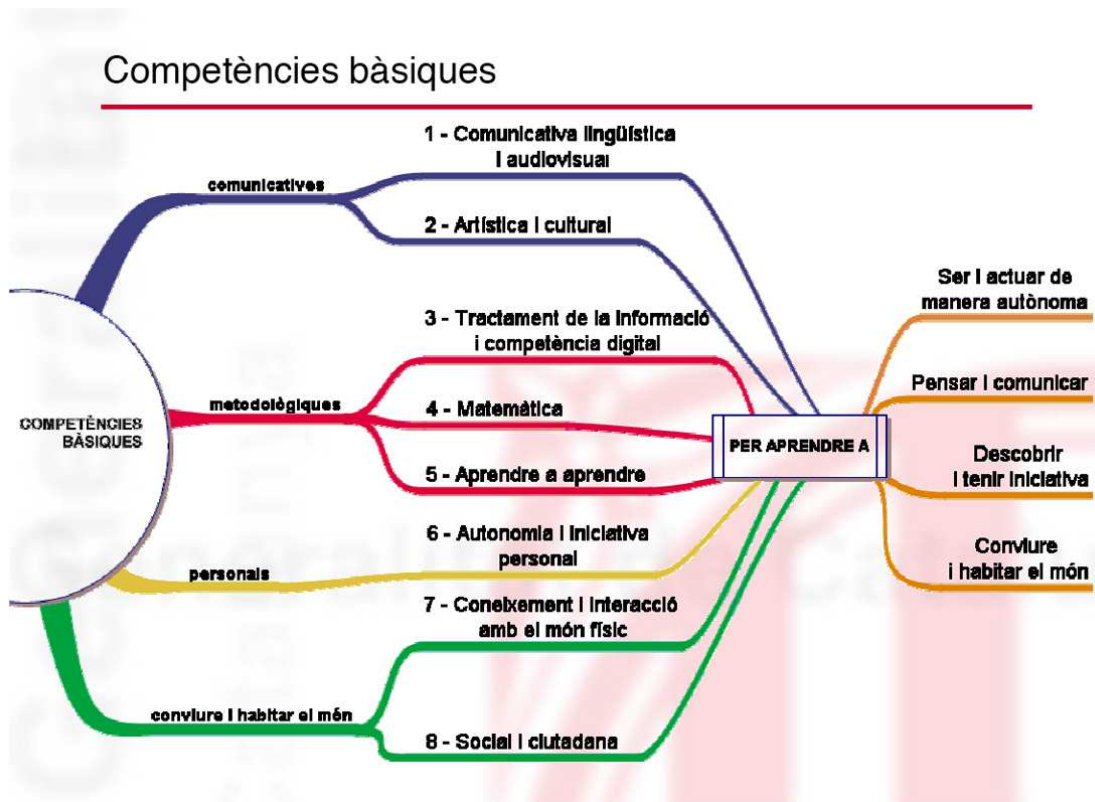 Competències bàsiques
1 - Comunicativa lingüística
i audiovisual
comunicatives
2 - Artística i cultural
Ser i actuar de
manera autònoma
3 - Tractament de la informació
i competència digital
Pensar i comunicar
metodològiques
4 - Matemàtica
COMPETÈNCIES
BÀSIQUES
PER APRENDRE A
Descobrir
i tenir iniciativa
5 - Aprendre a aprendre
6 - Autonomia i iniciativa
personal
Conviure
i habitar el món
personals
7 - Coneixement i interacció
amb el món físic
conviure i habitar el món
8 - Social i ciutadana